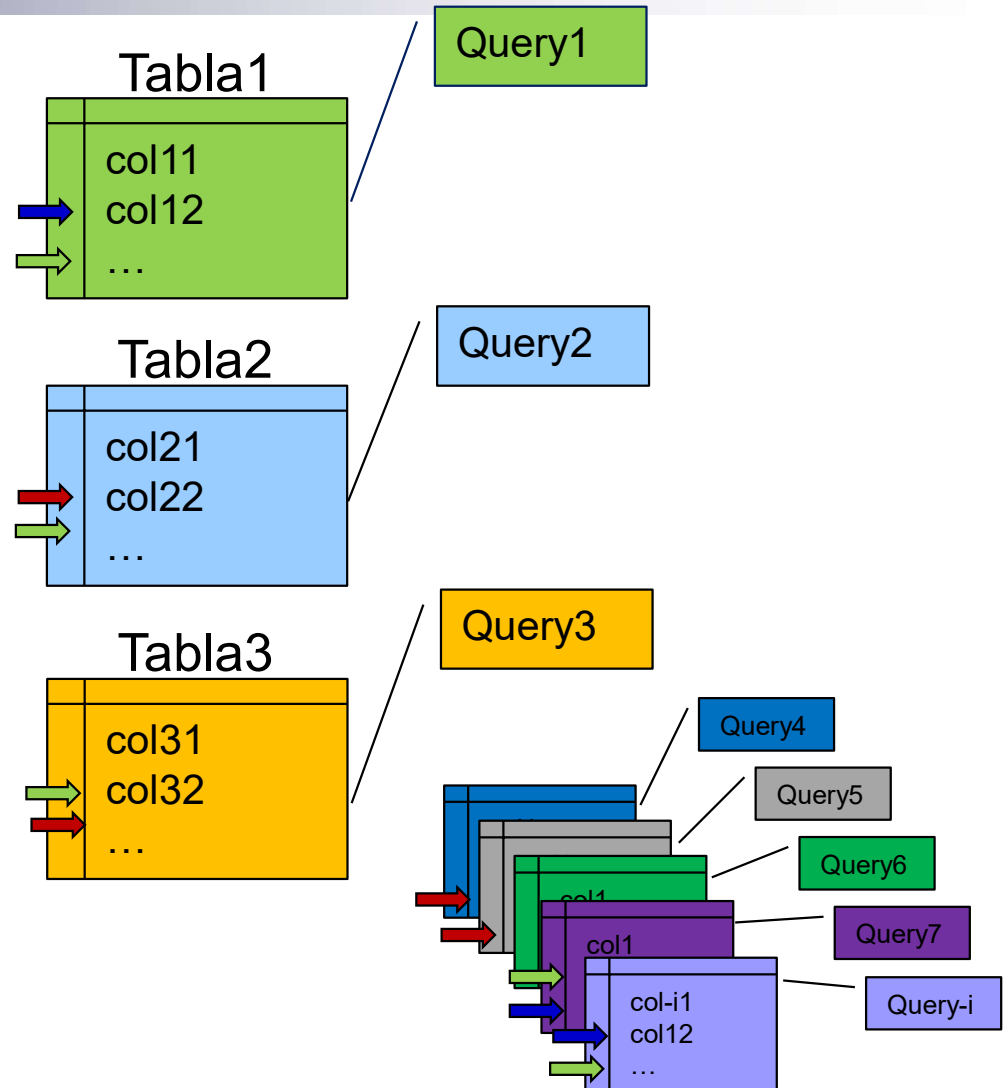 Query1
Tabla1
col11
col12
...
Query2
Tabla2
col21
col22
...
Query3
Tabla3
col31
col32
...
Query4
Query5
Query6
col1
Query7
col1
Query-i
col-i1
col12
...